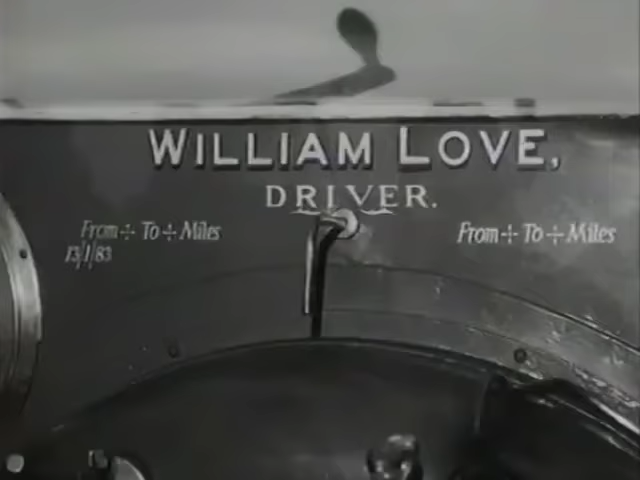 WILLIAM LOVE,
DRIVER.
From ÷ To ÷ Miles From ÷ To ÷ Miles
13/1/83